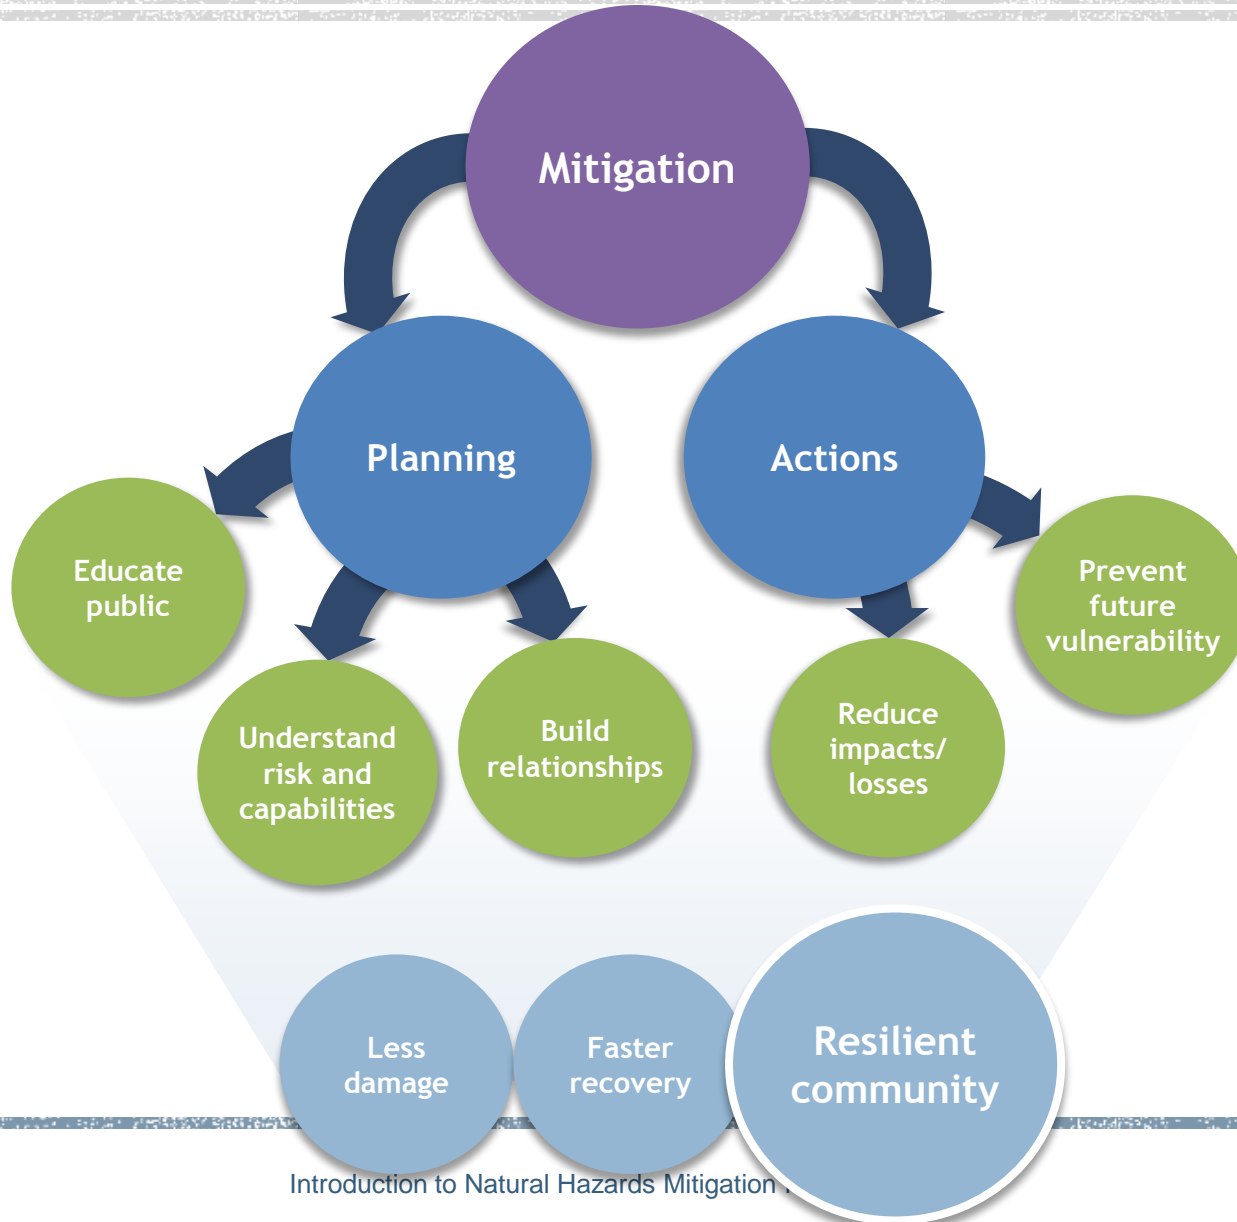 Mitigation
Planning
Actions
Educate
public
Prevent
future
vulnerability
Understand
risk and
capabilities
Build
relationships
Reduce
impacts/
losses
Less
damage
Faster
recovery
Resilient
community
Introduction to Natural Hazards Mitigation